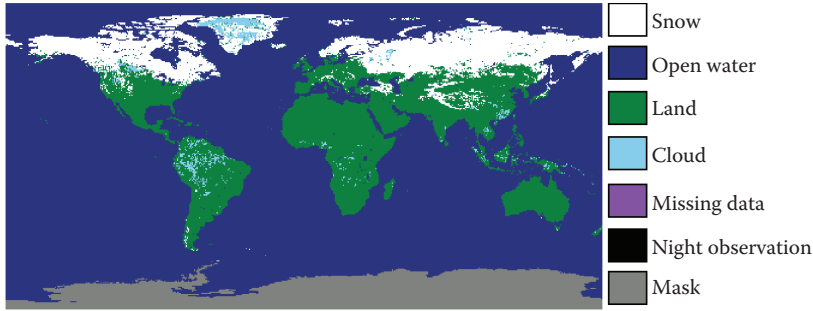 Snow
Open water
Land
Cloud
Missing data
Night observation
Mask